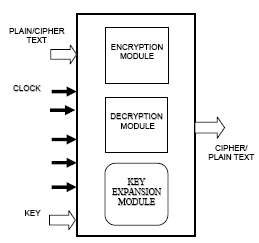 PLAIN/CIPHER
TEXT
ENCRYPTION
MODULE
CLOCK
DECRYPTION
MODULE
CIPHER/
PLAIN TEXT
KEY
EXPANSION
MODULE
KEY